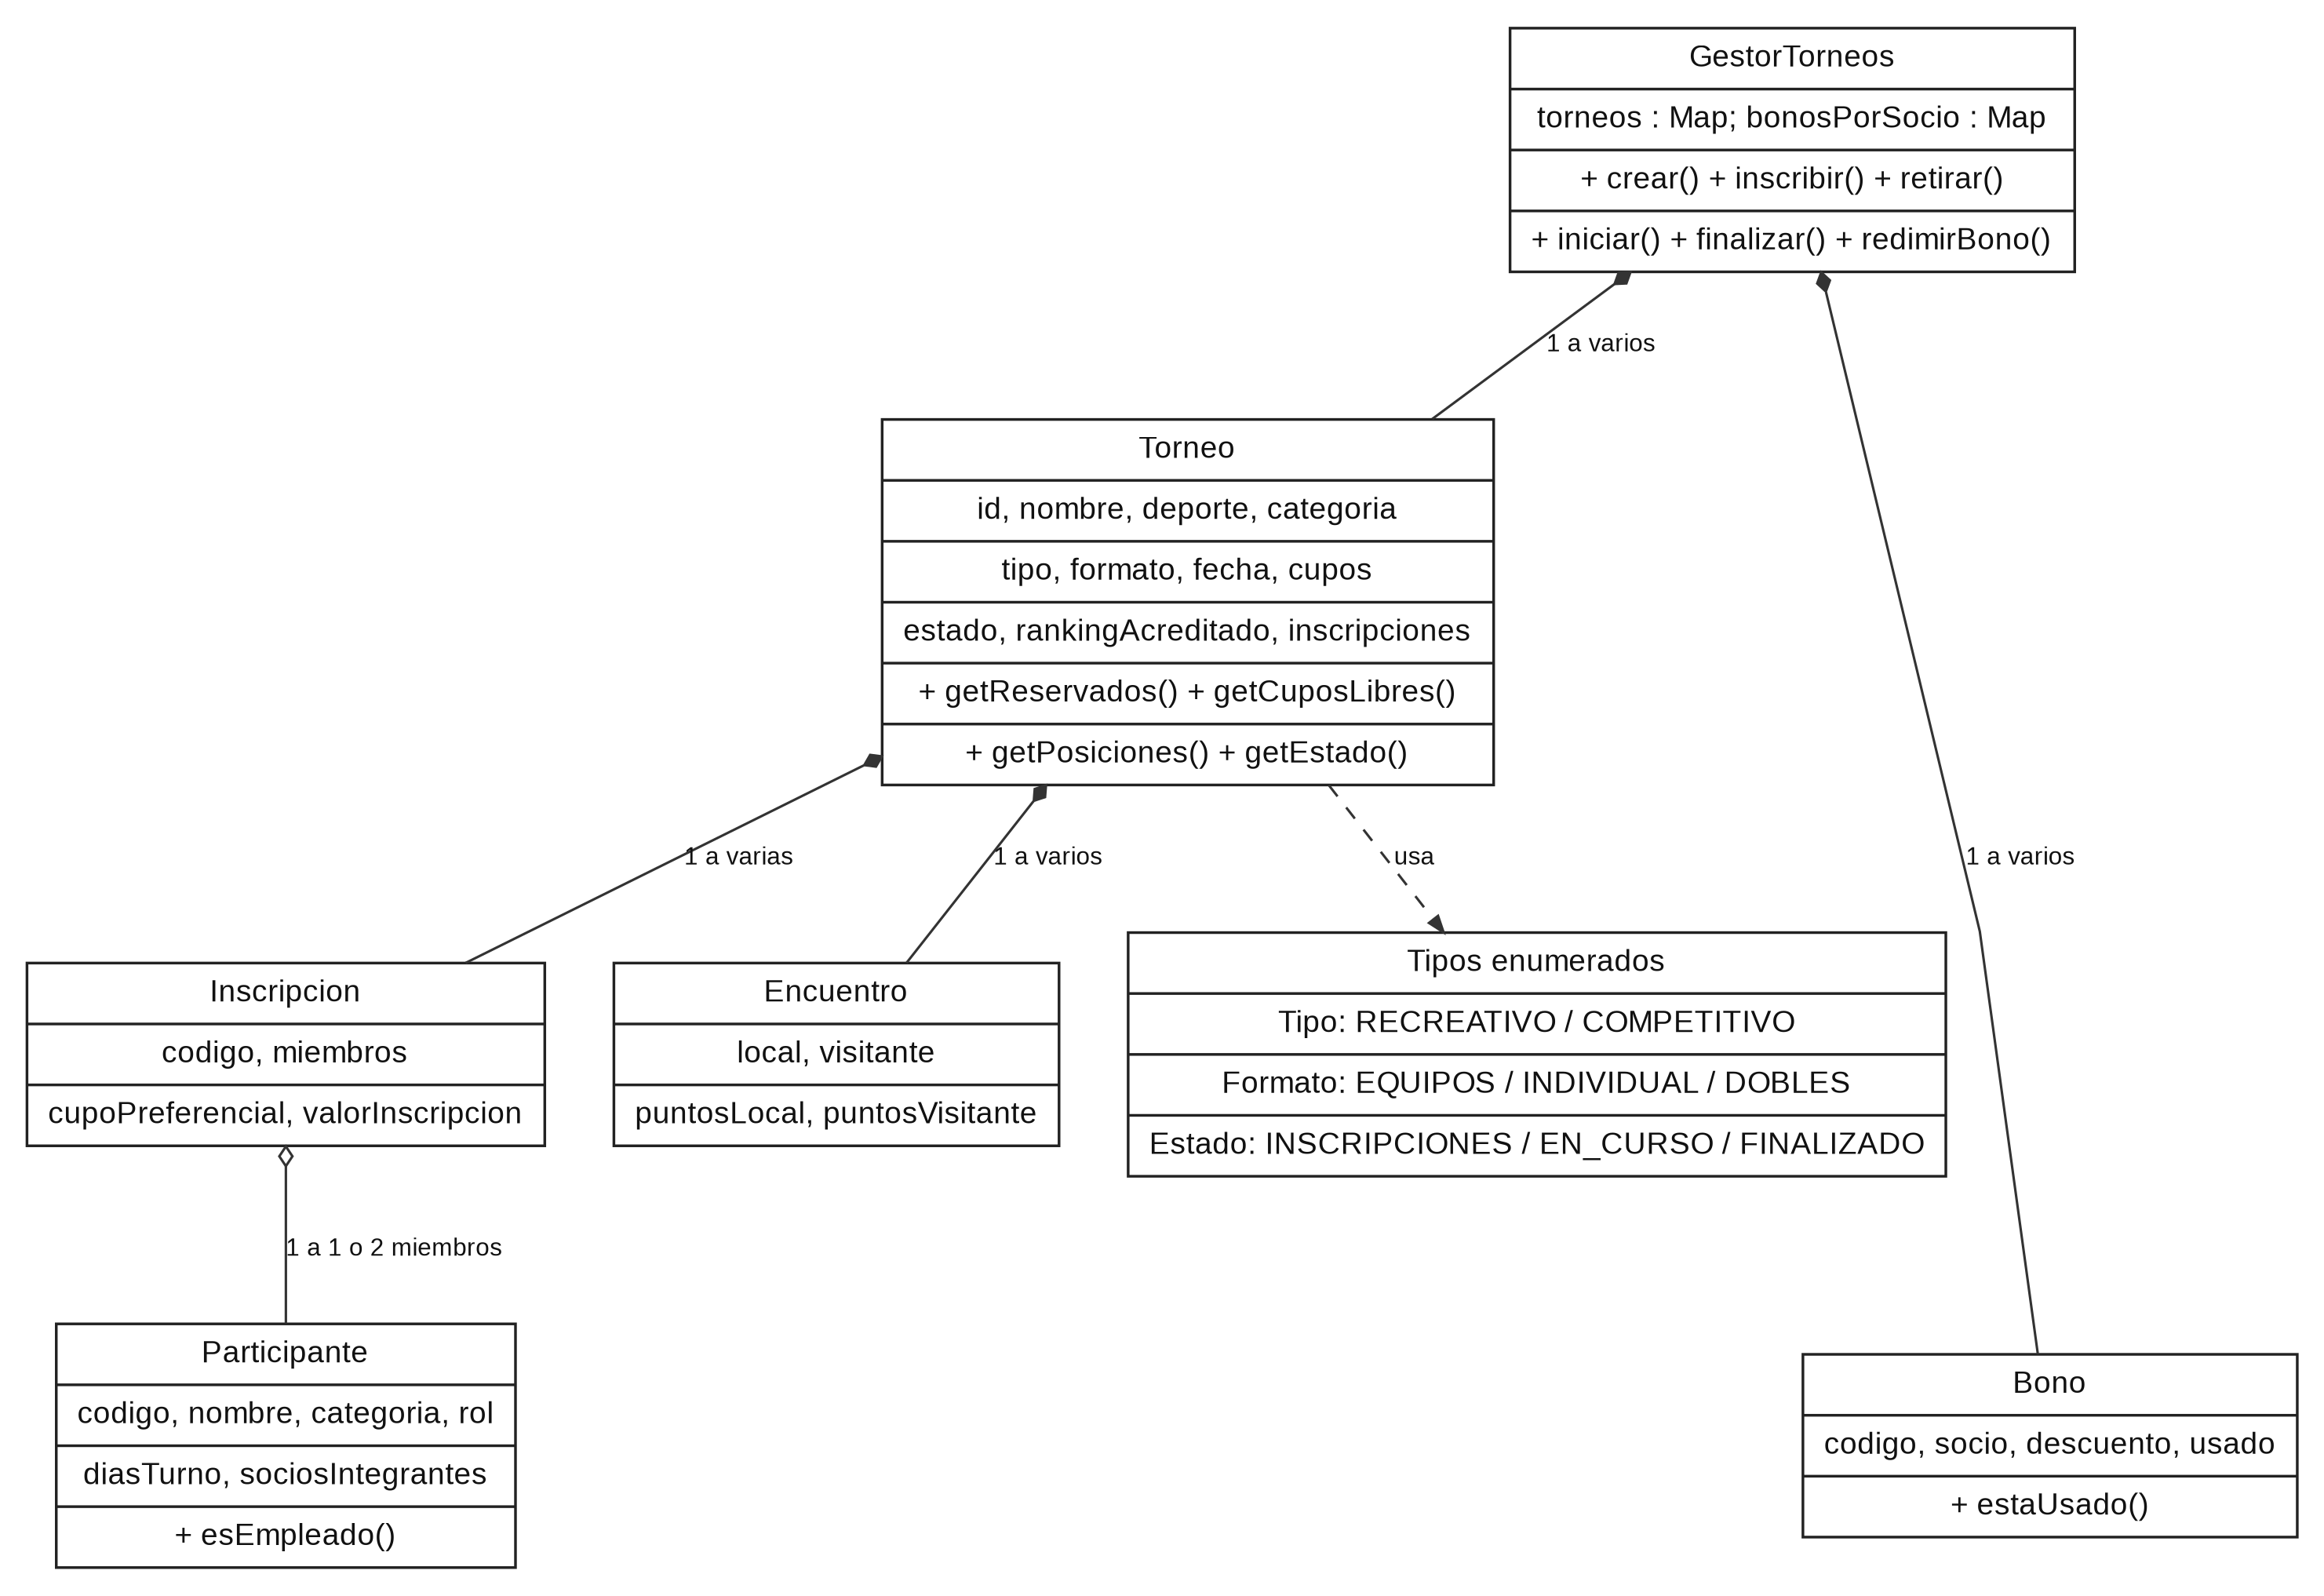 GestorTorneos
torneos : Map; bonosPorSocio : Map
+ crear() + inscribir() + retirar()
+ iniciar() + finalizar() + redimirBono()
1 a varios
Torneo
id, nombre, deporte, categoria
tipo, formato, fecha, cupos
estado, rankingAcreditado, inscripciones
+ getReservados() + getCuposLibres()
+ getPosiciones() + getEstado()
1 a varias
1 a varios
usa
1 a varios
Inscripcion
codigo, miembros
cupoPreferencial, valorInscripcion
Encuentro
local, visitante
puntosLocal, puntosVisitante
Tipos enumerados
Tipo: RECREATIVO / COMPETITIVO
Formato: EQUIPOS / INDIVIDUAL / DOBLES
Estado: INSCRIPCIONES / EN_CURSO / FINALIZADO
1 a 1 o 2 miembros
Participante
codigo, nombre, categoria, rol
diasTurno, sociosIntegrantes
+ esEmpleado()
Bono
codigo, socio, descuento, usado
+ estaUsado()